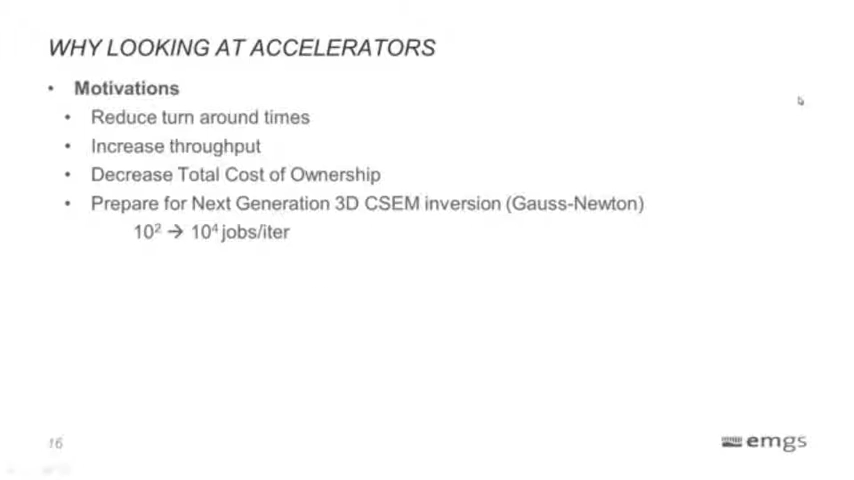 WHY LOOKING AT ACCELERATORS
• Motivations
• Reduce turn around times
• Increase throughput
• Decrease Total Cost of Ownership
• Prepare for Next Generation 3D CSEM inversion (Gauss-Newton)
10² → 10⁴ jobs/iter
16
emgs